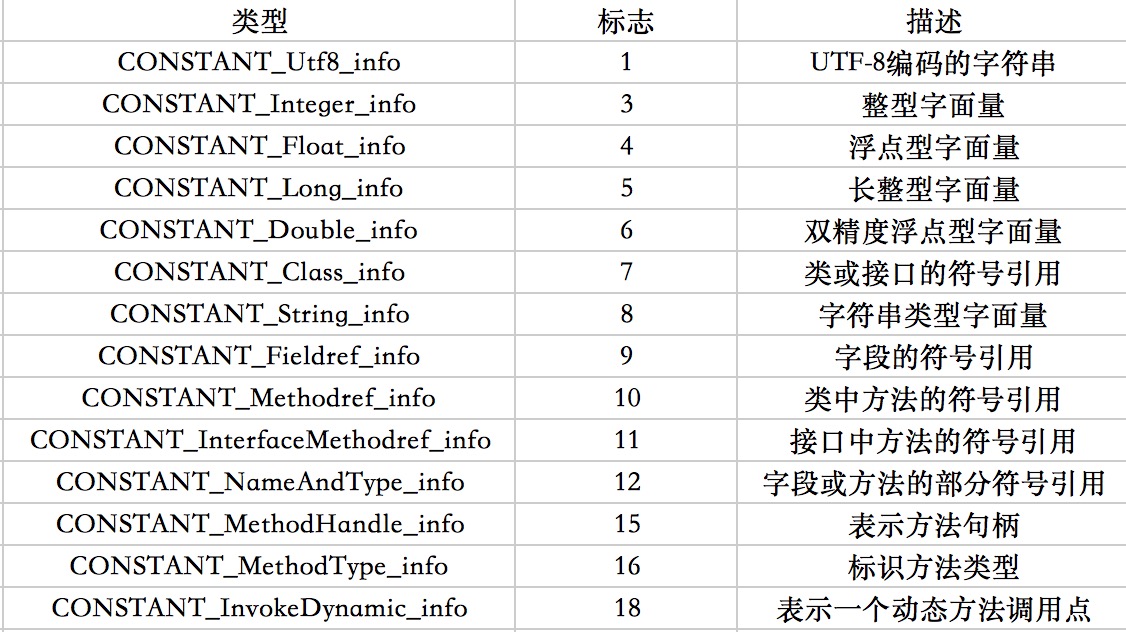 类型 标志 描述
CONSTANT_Utf8_info 1 UTF-8编码的字符串
CONSTANT_Integer_info 3 整型字面量
CONSTANT_Float_info 4 浮点型字面量
CONSTANT_Long_info 5 长整型字面量
CONSTANT_Double_info 6 双精度浮点型字面量
CONSTANT_Class_info 7 类或接口的符号引用
CONSTANT_String_info 8 字符串类型字面量
CONSTANT_Fieldref_info 9 字段的符号引用
CONSTANT_Methodref_info 10 类中方法的符号引用
CONSTANT_InterfaceMethodref_info 11 接口中方法的符号引用
CONSTANT_NameAndType_info 12 字段或方法的部分符号引用
CONSTANT_MethodHandle_info 15 表示方法句柄
CONSTANT_MethodType_info 16 标识方法类型
CONSTANT_InvokeDynamic_info 18 表示一个动态方法调用点